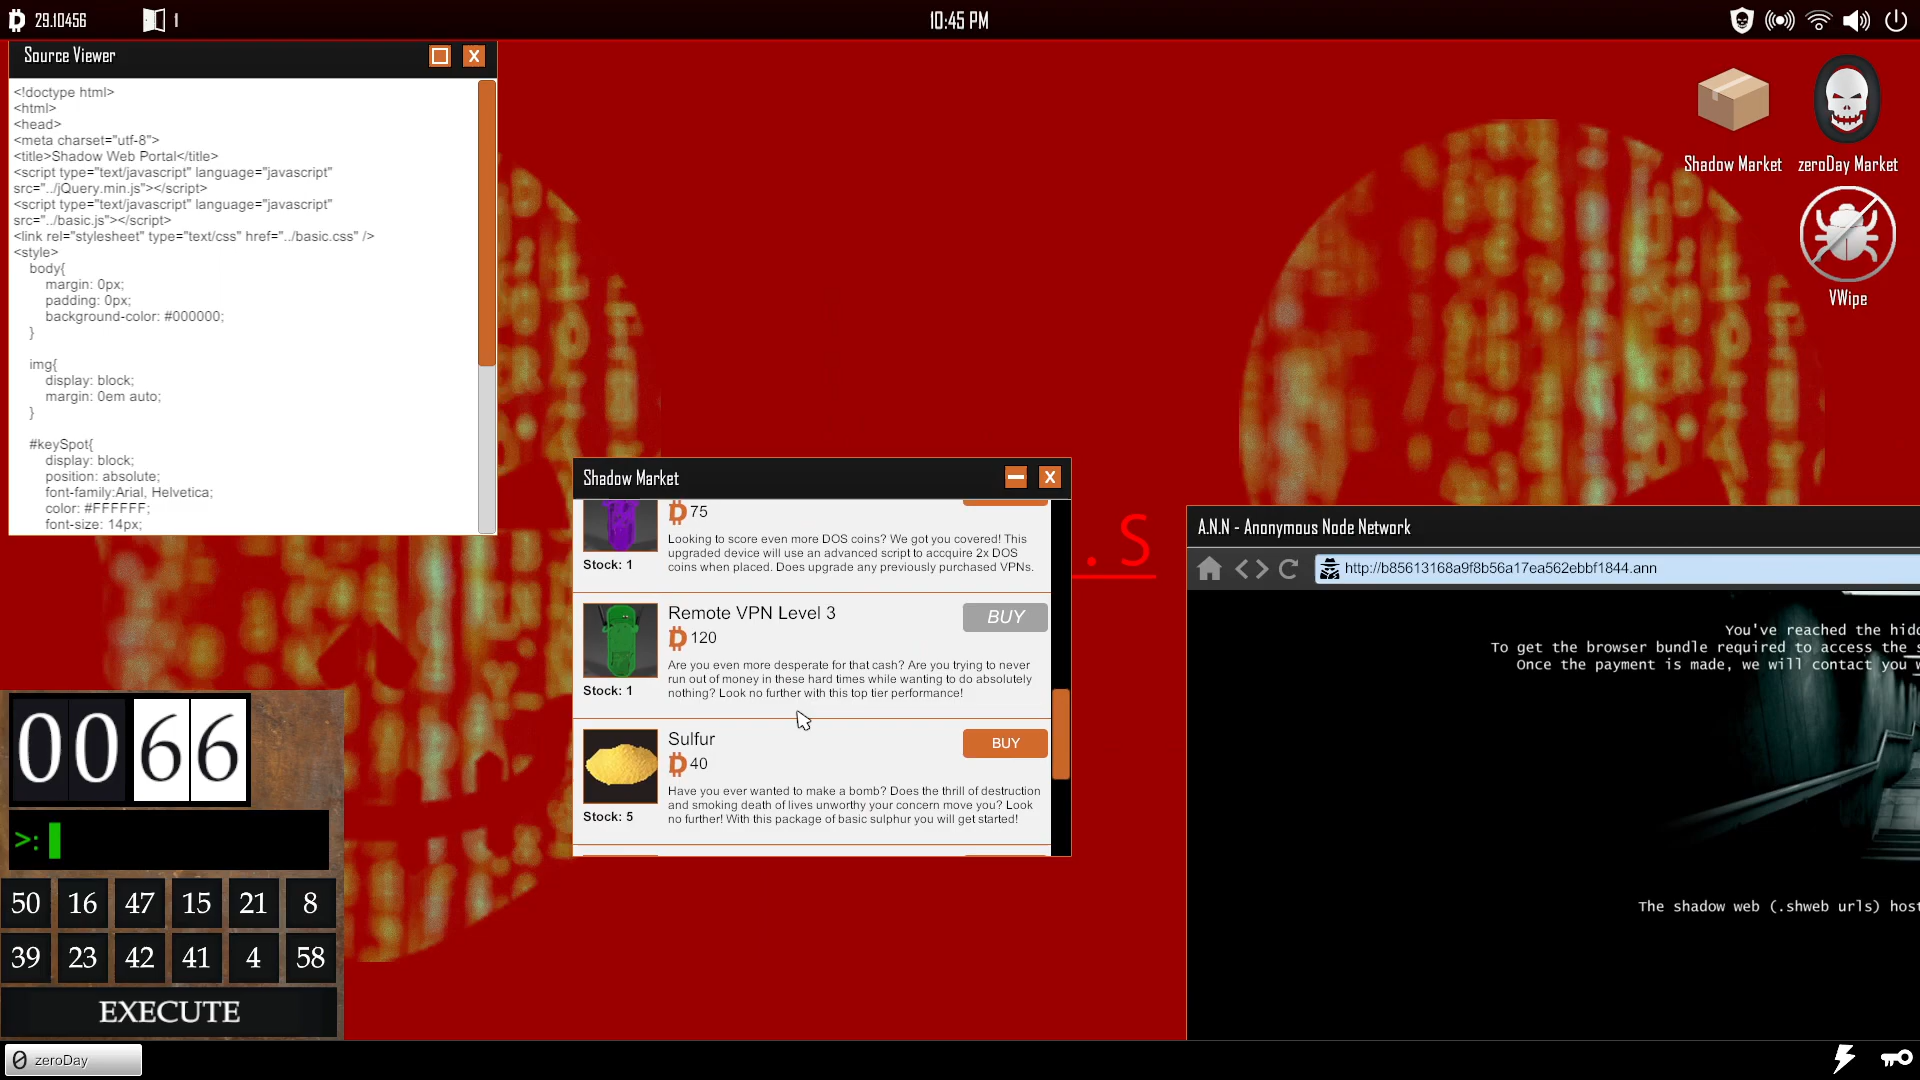 29.10456
1
10:45 PM
Source Viewer
X
<!doctype html>
<html>
<head>
<meta charset="utf-8">
<title>Shadow Web Portal</title>
<script type="text/javascript" language="javascript"
src="../jQuery.min.js"></script>
<script type="text/javascript" language="javascript"
src="../basic.js"></script>
<link rel="stylesheet" type="text/css" href="../basic.css" />
<style>
body{
margin: 0px;
padding: 0px;
background-color: #000000;
}
img{
display: block;
margin: 0em auto;
}
#keySpot{
display: block;
position: absolute;
font-family:Arial, Helvetica;
color: #FFFFFF;
font-size: 14px;
Shadow Market
zeroDay Market
VWipe
Shadow Market
X
75
Looking to score even more DOS coins? We got you covered! This
upgraded device will use an advanced script to accquire 2x DOS
coins when placed. Does upgrade any previously purchased VPNs.
Stock: 1
Remote VPN Level 3
BUY
120
Are you even more desperate for that cash? Are you trying to never
run out of money in these hard times while wanting to do absolutely
nothing? Look no further with this top tier performance!
Stock: 1
Sulfur
BUY
40
Have you ever wanted to make a bomb? Does the thrill of destruction
and smoking death of lives unworthy your concern move you? Look
no further! With this package of basic sulphur you will get started!
Stock: 5
.S
A.N.N - Anonymous Node Network
http://b85613168a9f8b56a17ea562ebbf1844.ann
You've reached the hidd
To get the browser bundle required to access the s
Once the payment is made, we will contact you w
The shadow web (.shweb urls) host
0066
>:
50 16 47 15 21 8
39 23 42 41 4 58
EXECUTE
zeroDay